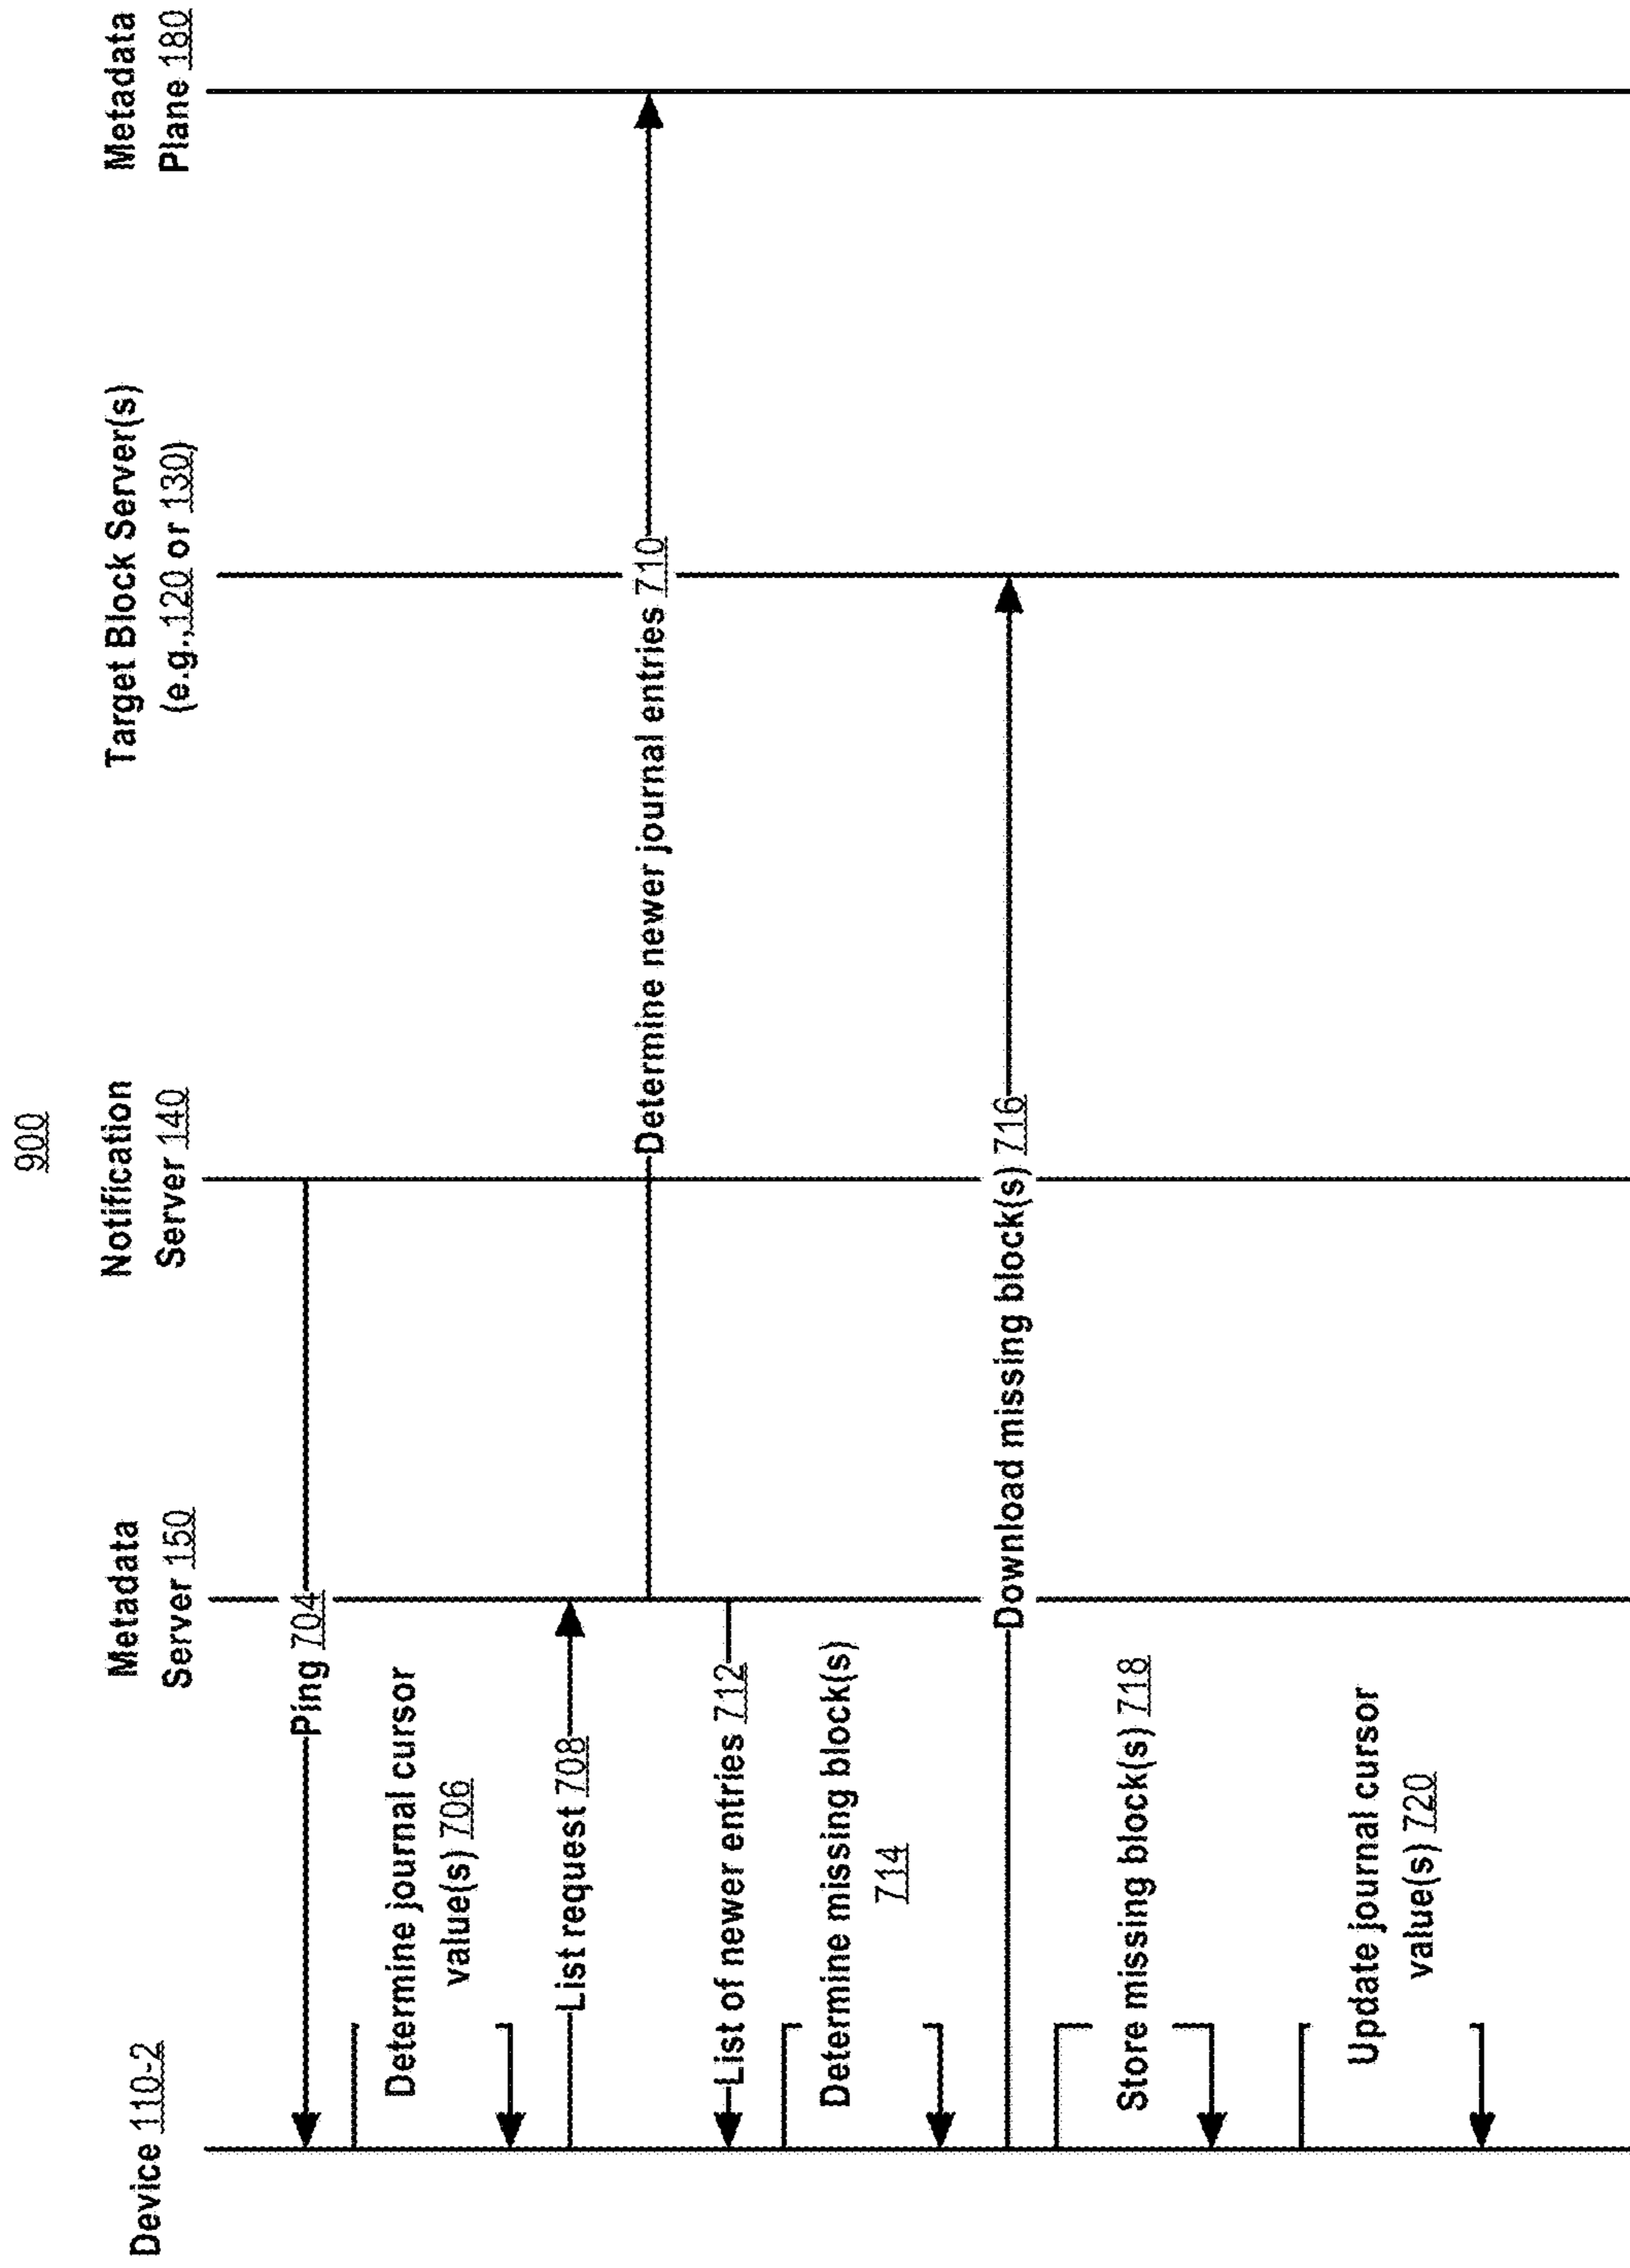 900
Device 110-2
Metadata
Server 150
Notification
Server 140
Target Block Server(s)
(e.g.,120 or 130)
Metadata
Plane 180
Ping 704
Determine journal cursor
value(s) 706
List request 708
Determine newer journal entries 710
List of newer entries 712
Determine missing block(s)
714
Download missing block(s) 716
Store missing block(s) 718
Update journal cursor
value(s) 720